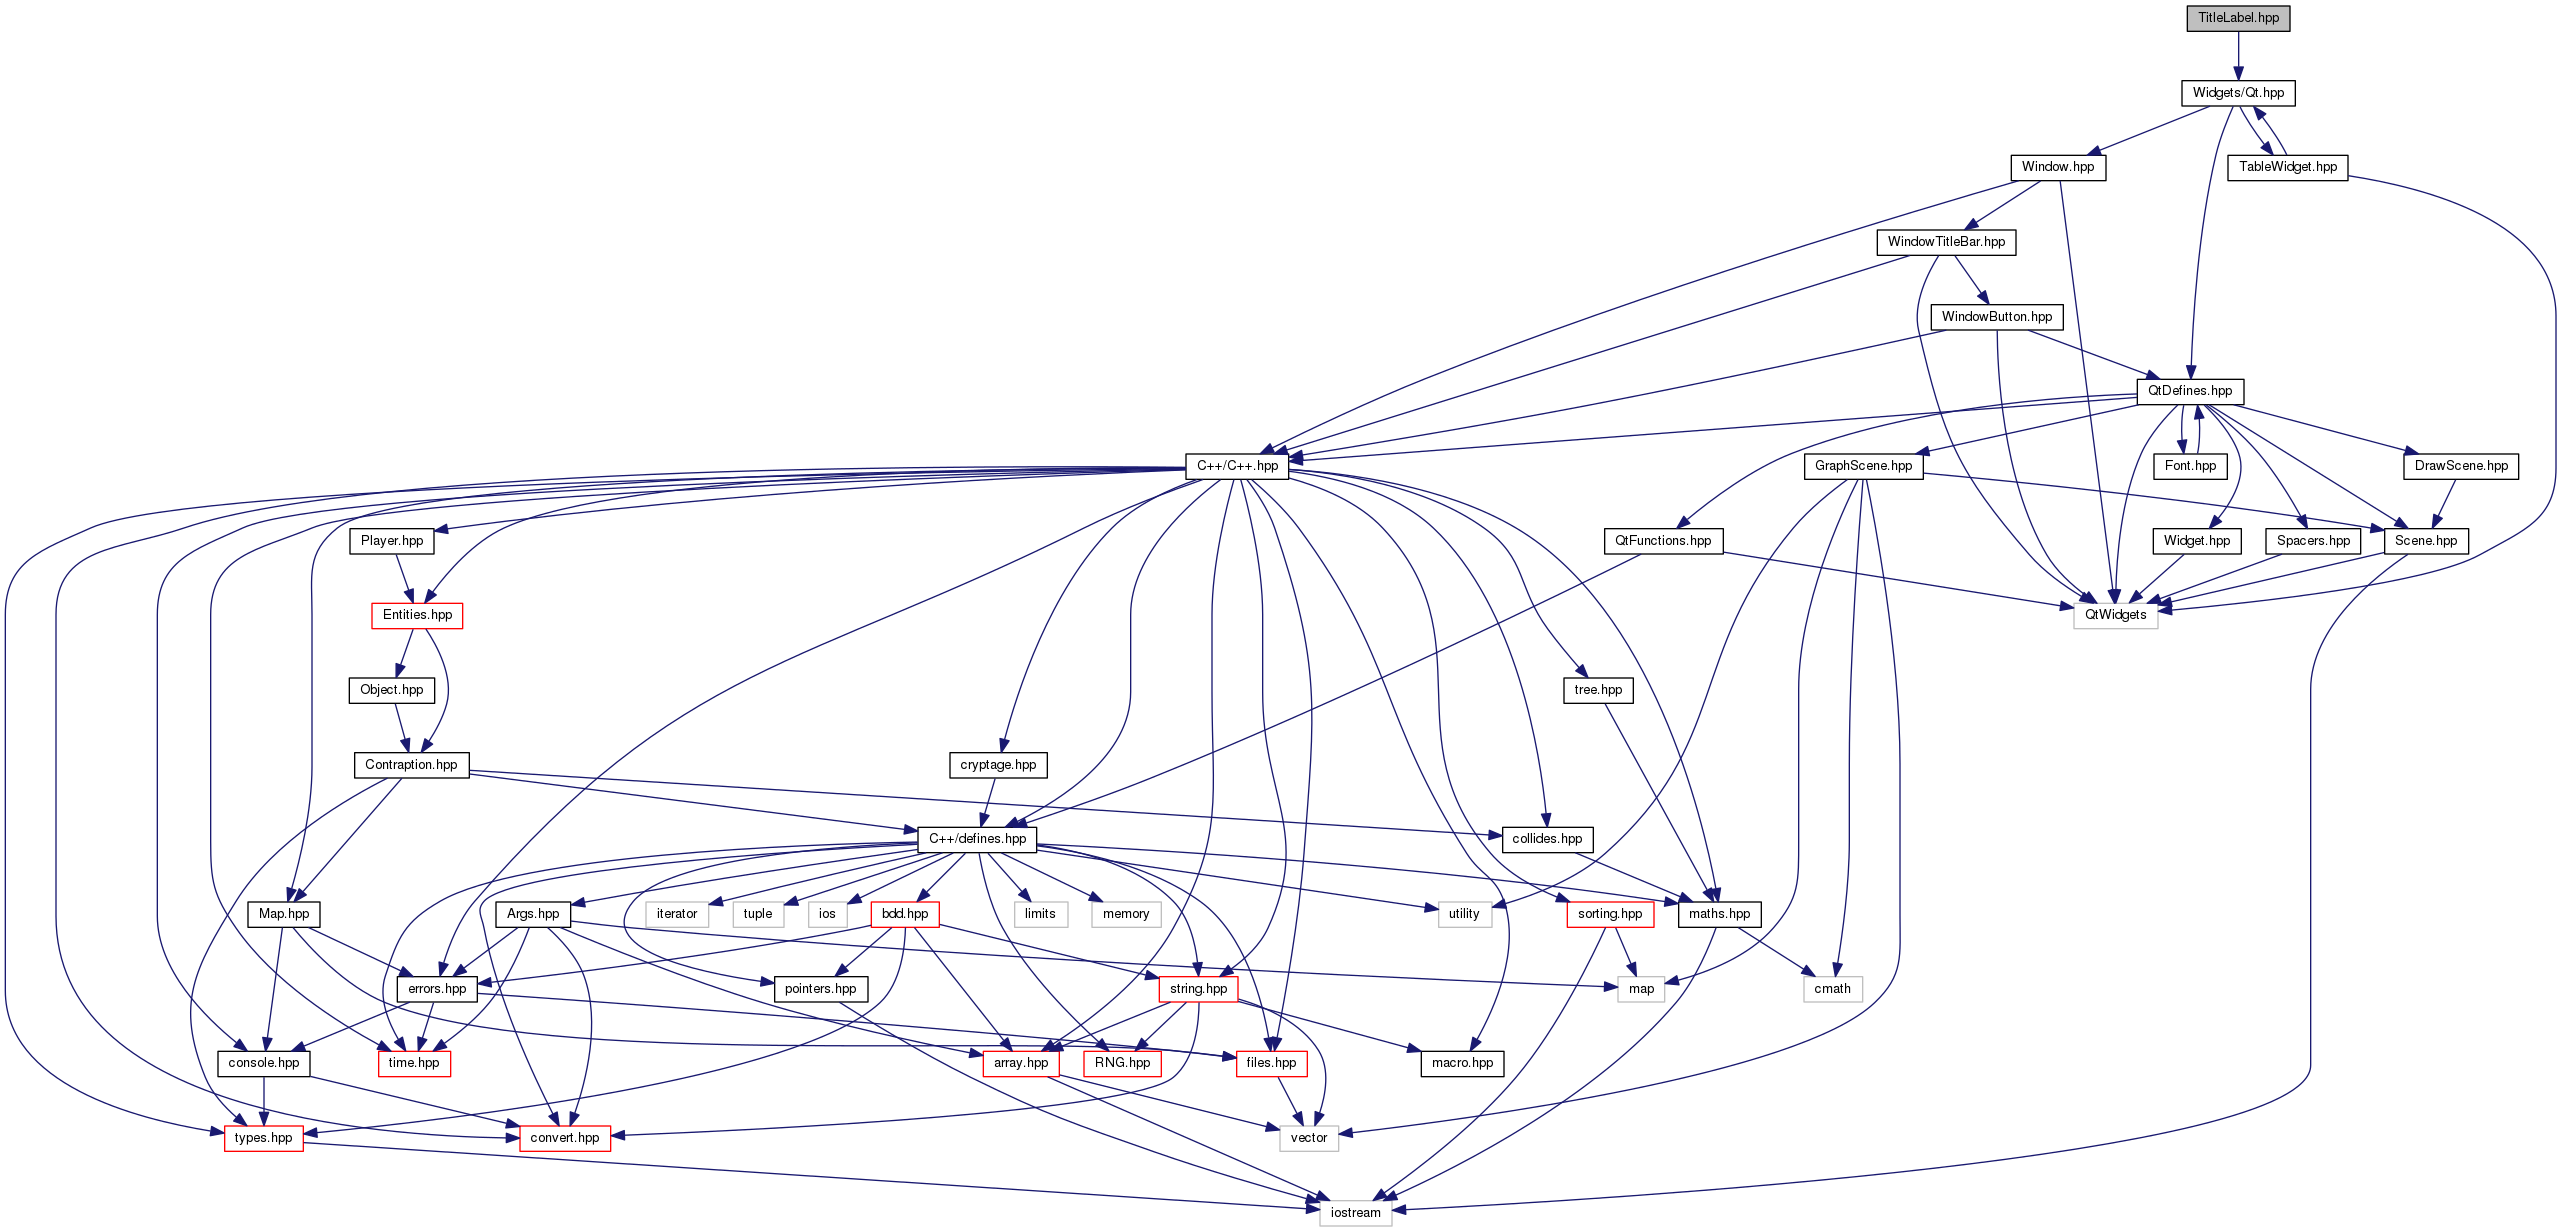 TitleLabel.hpp
Widgets/Qt.hpp
Window.hpp
TableWidget.hpp
WindowTitleBar.hpp
WindowButton.hpp
QtDefines.hpp
C++/C++.hpp
GraphScene.hpp
Font.hpp
DrawScene.hpp
Player.hpp
QtFunctions.hpp
Widget.hpp
Spacers.hpp
Scene.hpp
Entities.hpp
QtWidgets
Object.hpp
tree.hpp
Contraption.hpp
cryptage.hpp
C++/defines.hpp
collides.hpp
Map.hpp
Args.hpp
iterator
tuple
ios
bdd.hpp
limits
memory
utility
sorting.hpp
maths.hpp
errors.hpp
pointers.hpp
string.hpp
map
cmath
console.hpp
time.hpp
array.hpp
RNG.hpp
files.hpp
macro.hpp
types.hpp
convert.hpp
vector
iostream